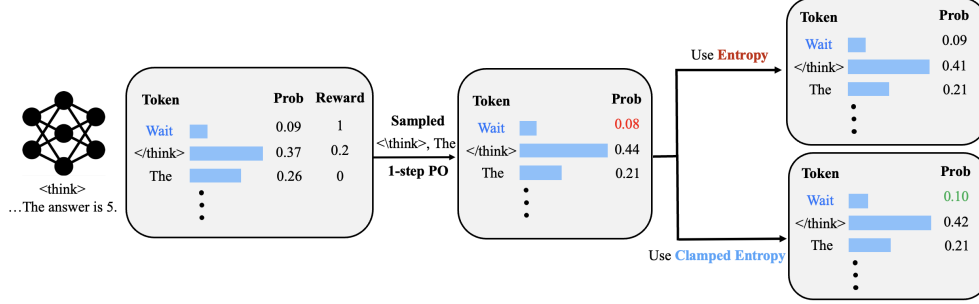 <think>
…The answer is 5.
Token Prob Reward
Wait 0.09 1
</think> 0.37 0.2
The 0.26 0
Sampled
<\think>, The
1-step PO
Token Prob
Wait 0.08
</think> 0.44
The 0.21
Use Entropy
Token Prob
Wait 0.09
</think> 0.41
The 0.21
Use Clamped Entropy
Token Prob
Wait 0.10
</think> 0.42
The 0.21